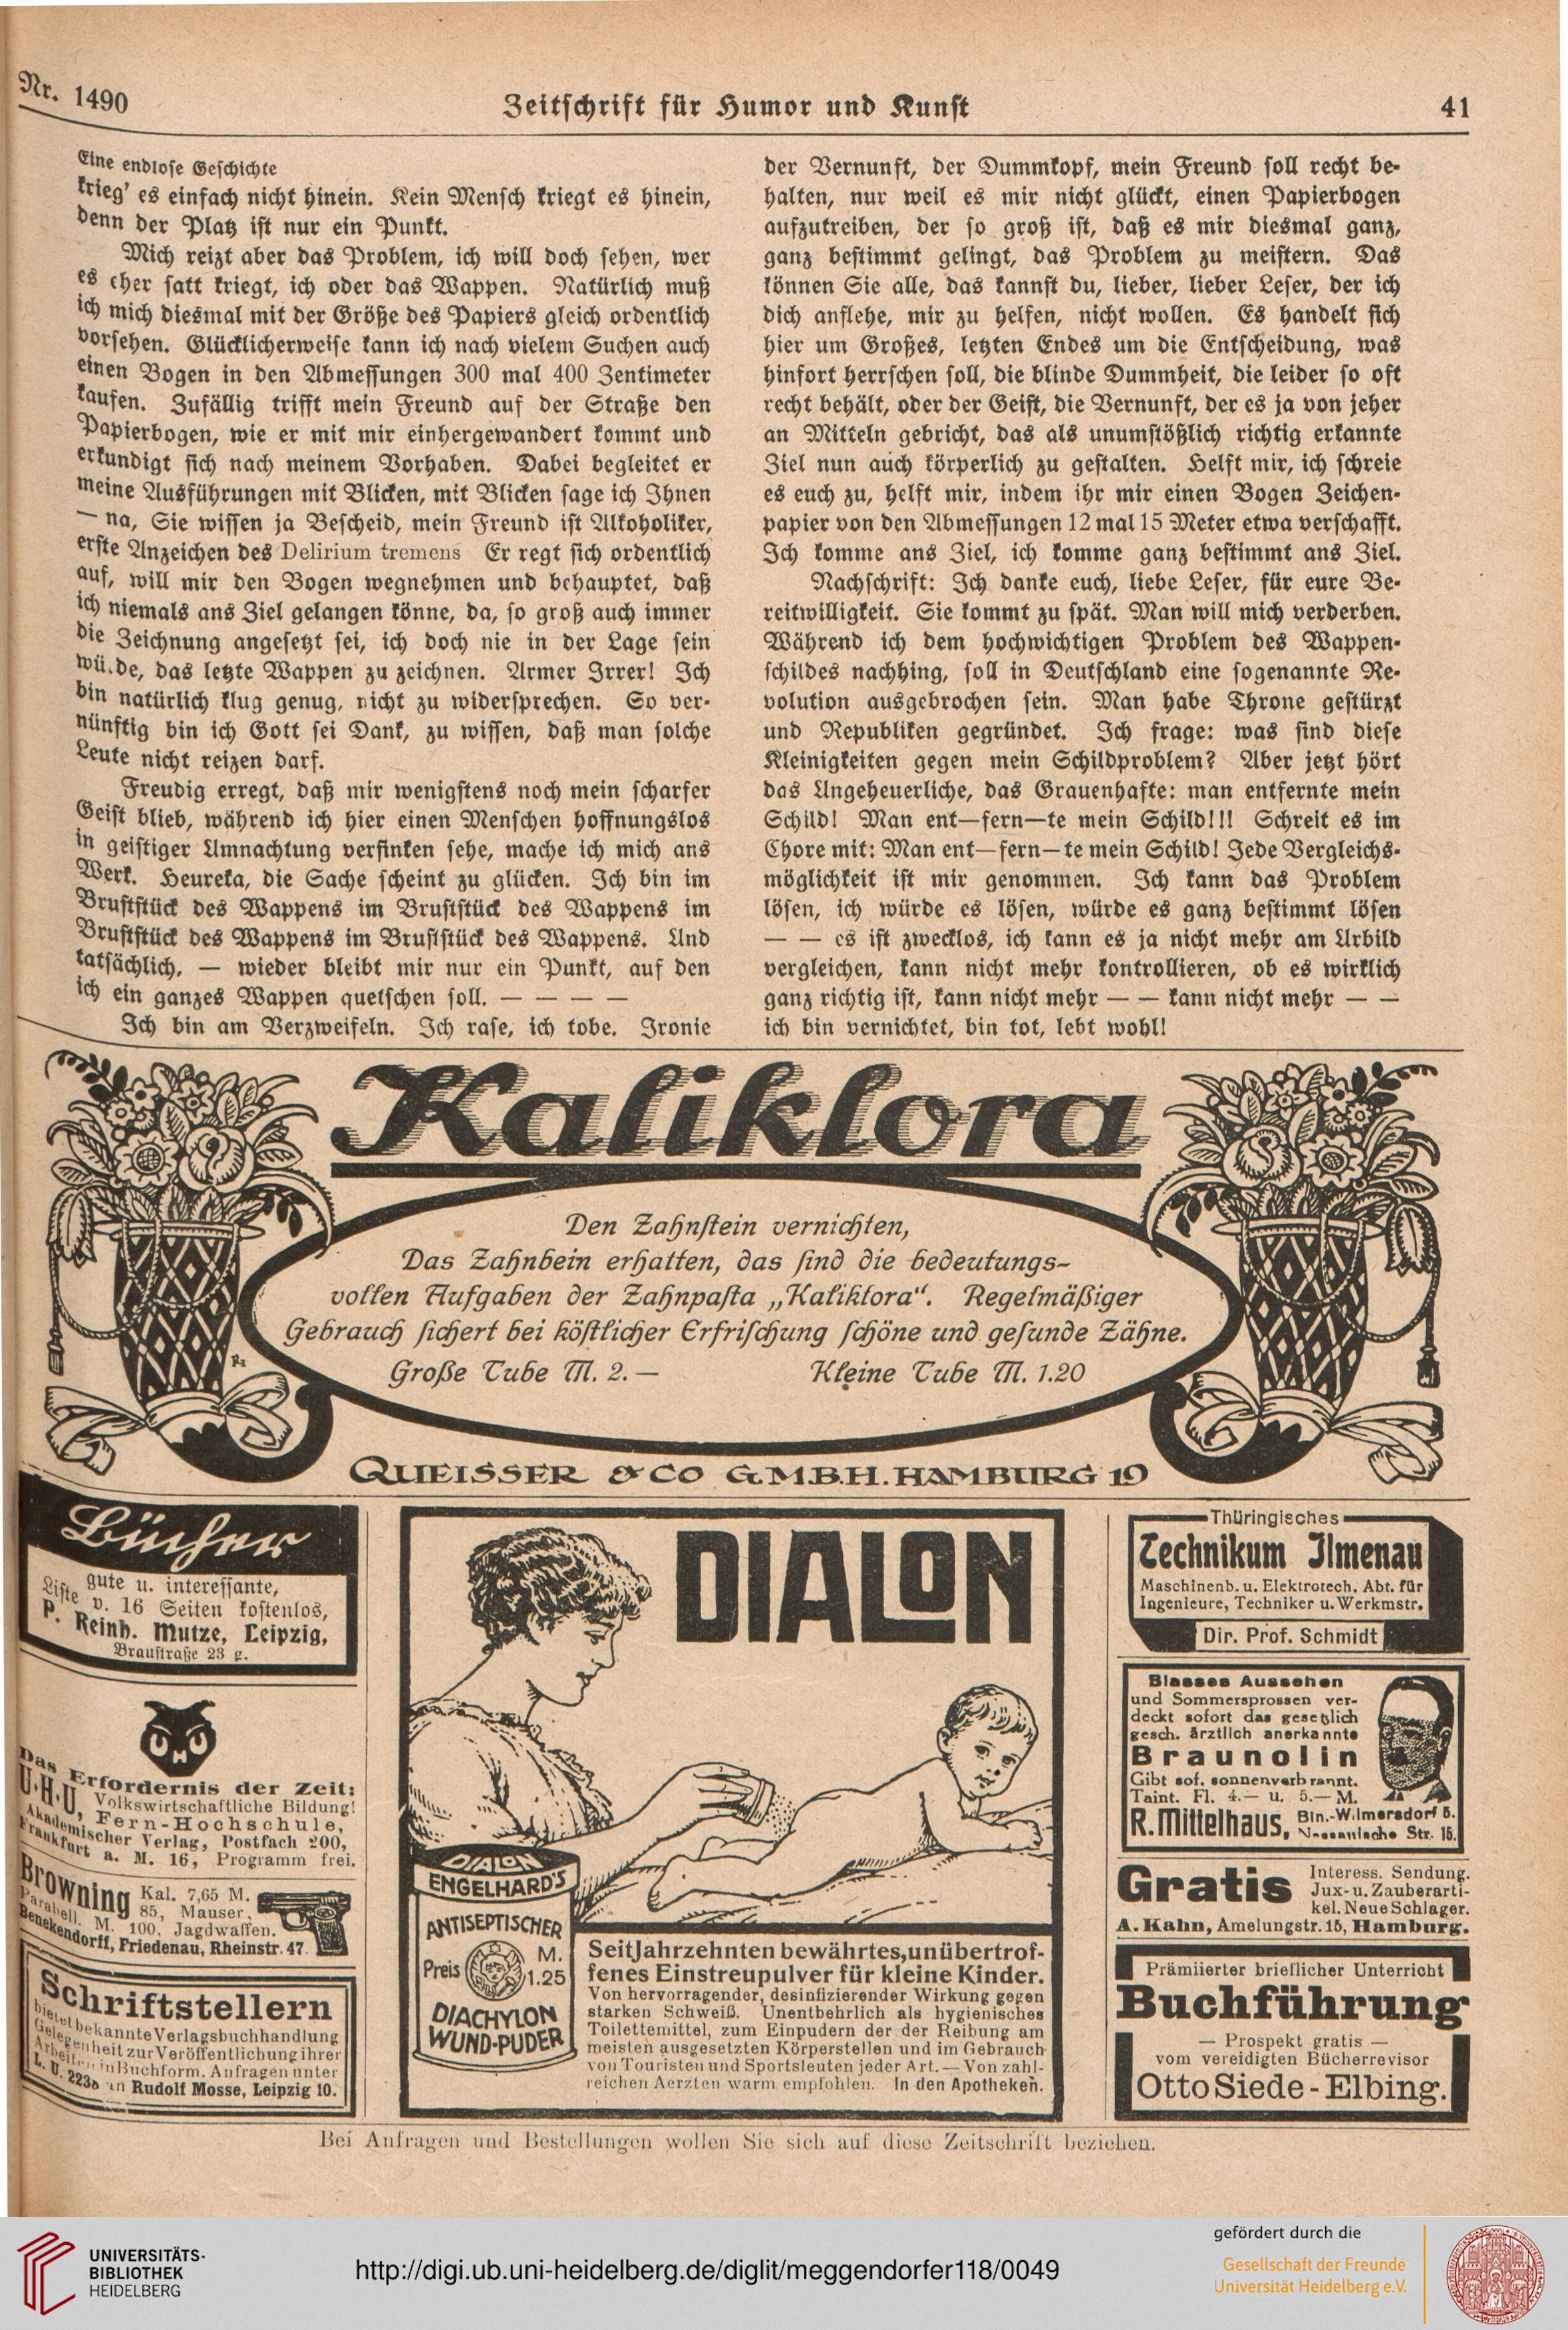 Nr. 1490
Zeitschrift für Humor und Kunst
41
Eine endlose Geschichte
krieg' es einfach nicht hinein. Kein Mensch kriegt es hinein,
denn der Platz ist nur ein Punkt.
Mich reizt aber das Problem, ich will doch sehen, wer
es eher satt kriegt, ich oder das Wappen. Natürlich muß
ich mich diesmal mit der Größe des Papiers gleich ordentlich
vorsehen. Glücklicherweise kann ich nach vielem Suchen auch
einen Bogen in den Abmessungen 300 mal 400 Zentimeter
kaufen. Zufällig trifft mein Freund auf der Straße den
Papierbogen, wie er mit mir einhergewandert kommt und
erkundigt sich nach meinem Vorhaben. Dabei begleitet er
meine Ausführungen mit Blicken, mit Blicken sage ich Ihnen
— na, Sie wissen ja Bescheid, mein Freund ist Alkoholiker,
erste Anzeichen des Delirium tremens Er regt sich ordentlich
auf, will mir den Bogen wegnehmen und behauptet, daß
ich niemals ans Ziel gelangen könne, da, so groß auch immer
die Zeichnung angesetzt sei, ich doch nie in der Lage sein
wü.de, das letzte Wappen zu zeichnen. Armer Irrer! Ich
bin natürlich klug genug, nicht zu widersprechen. So ver-
nünftig bin ich Gott sei Dank, zu wissen, daß man solche
Leute nicht reizen darf.
Freudig erregt, daß mir wenigstens noch mein scharfer
Geist blieb, während ich hier einen Menschen hoffnungslos
in geistiger Umnachtung versinken sehe, mache ich mich ans
Werk. Heureka, die Sache scheint zu glücken. Ich bin im
Bruststück des Wappens im Bruststück des Wappens im
Bruststück des Wappens im Bruststück des Wappens. Und
tatsächlich, — wieder bleibt mir nur ein Punkt, auf den
ich ein ganzes Wappen quetschen soll. — — — —
Ich bin am Verzweifeln. Ich rase, ich tobe. Ironie
der Vernunft, der Dummkopf, mein Freund soll recht be-
halten, nur weil es mir nicht glückt, einen Papierbogen
aufzutreiben, der so groß ist, daß es mir diesmal ganz,
ganz bestimmt gelingt, das Problem zu meistern. Das
können Sie alle, das kannst du, lieber, lieber Leser, der ich
dich anflehe, mir zu helfen, nicht wollen. Es handelt sich
hier um Großes, letzten Endes um die Entscheidung, was
hinfort herrschen soll, die blinde Dummheit, die leider so oft
recht behält, oder der Geist, die Vernunft, der es ja von jeher
an Mitteln gebricht, das als unumstößlich richtig erkannte
Ziel nun auch körperlich zu gestalten. Helft mir, ich schreie
es euch zu, helft mir, indem ihr mir einen Bogen Zeichen-
papier von den Abmessungen 12 mal 15 Meter etwa verschafft.
Ich komme ans Ziel, ich komme ganz bestimmt ans Ziel.
Nachschrift: Ich danke euch, liebe Leser, für eure Be-
reitwilligkeit. Sie kommt zu spät. Man will mich verderben.
Während ich dem hochwichtigen Problem des Wappen-
schildes nachhing, soll in Deutschland eine sogenannte Re-
volution ausgebrochen sein. Man habe Throne gestürzt
und Republiken gegründet. Ich frage: was sind diese
Kleinigkeiten gegen mein Schildproblem? Aber jetzt hört
das Ungeheuerliche, das Grauenhafte: man entfernte mein
Schild! Man ent—fern—te mein Schild!!! Schreit es im
Chore mit: Man ent—fern—te mein Schild! Jede Vergleichs-
möglichkeit ist mir genommen. Ich kann das Problem
lösen, ich würde es lösen, würde es ganz bestimmt lösen
— — es ist zwecklos, ich kann es ja nicht mehr am Urbild
vergleichen, kann nicht mehr kontrollieren, ob es wirklich
ganz richtig ist, kann nicht mehr — — kann nicht mehr — —
ich bin vernichtet, bin tot, lebt wohl!
Kaliklora
Den Zahnstein vernichten,
Das Zahnbein erhalten, das sind die bedeutungs-
vollen Aufgaben der Zahnpasta „Kaliklora“. Regelmäßiger
Gebrauch sichert bei köstlicher Erfrischung schöne und gesunde Zähne.
Große Tube M. 2.— Kleine Tube M. 1.20
QUEISSER & CO G.M.B.H. HAMBURG 19
Bücher
gute u. interessante,
Liste v. 16 Seiten kostenlos,
P. Reinh. Mutze, Leipzig,
Braustraße 23 g.
Das Erfordernis der Zeit:
U.H.U, Volkswirtschaftliche Bildung!
Fern-Hochschule,
Akademischer Verlag, Postfach 200,
Frankfurt a. M. 16, Programm frei.
Browning Kal. 7,65 M.
85, Mauser,
Parabell. M. 100, Jagdwaffen.
Benekendorff, Friedenau, Rheinstr. 47.
Schriftstellern
bietet bekannte Verlagsbuchhandlung
Gelegenheit zur Veröffentlichung ihrer
Arbeiten in Buchform. Anfragen unter
L. U. 2238 an Rudolf Mosse, Leipzig 10.
DIALON
DIALON
ENGELHARD'S
ANTISEPTISCHER
Preis M. 1.25
DIACHYLON
WUND-PUDER
Seit Jahrzehnten bewährtes, unübertrof-
fenes Einstreupulver für kleine Kinder.
Von hervorragender, desinfizierender Wirkung gegen
starken Schweiß. Unentbehrlich als hygienisches
Toilettemittel, zum Einpudern der der Reibung am
meisten ausgesetzten Körperstellen und im Gebrauch
von Touristen und Sportsleuten jeder Art. — Von zahl-
reichen Aerzten warm empfohlen. In den Apotheken.
Thüringisches
Technikum Ilmenau
Maschinenb. u. Elektrotech. Abt. für
Ingenieure, Techniker u. Werkmstr.
Dir. Prof. Schmidt
Blasses Aussehen
und Sommersprossen ver-
deckt sofort das gesetzlich
gesch. ärztlich anerkannte
Braunolin
Gibt sof. sonnenverbrannt.
Taint. Fl. 4.— u. 5.— M.
R. Mittelhaus, Bln.-Wilmersdorf 5.
Nassauische Str. 15.
Gratis Interess. Sendung.
Jux- u. Zauberarti-
kel. Neue Schlager.
A. Kahn, Amelungstr. 15, Hamburg.
Prämiierter brieflicher Unterricht
Buchführung
— Prospekt gratis —
vom vereidigten Bücherrevisor
Otto Siede - Elbing.
Bei Anfragen und Bestellungen wollen Sie sich auf diese Zeitschrift beziehen.
UNIVERSITÄTS-
BIBLIOTHEK
HEIDELBERG
http://digi.ub.uni-heidelberg.de/diglit/meggendorfer118/0049
gefördert durch die
Gesellschaft der Freunde
Universität Heidelberg e.V.